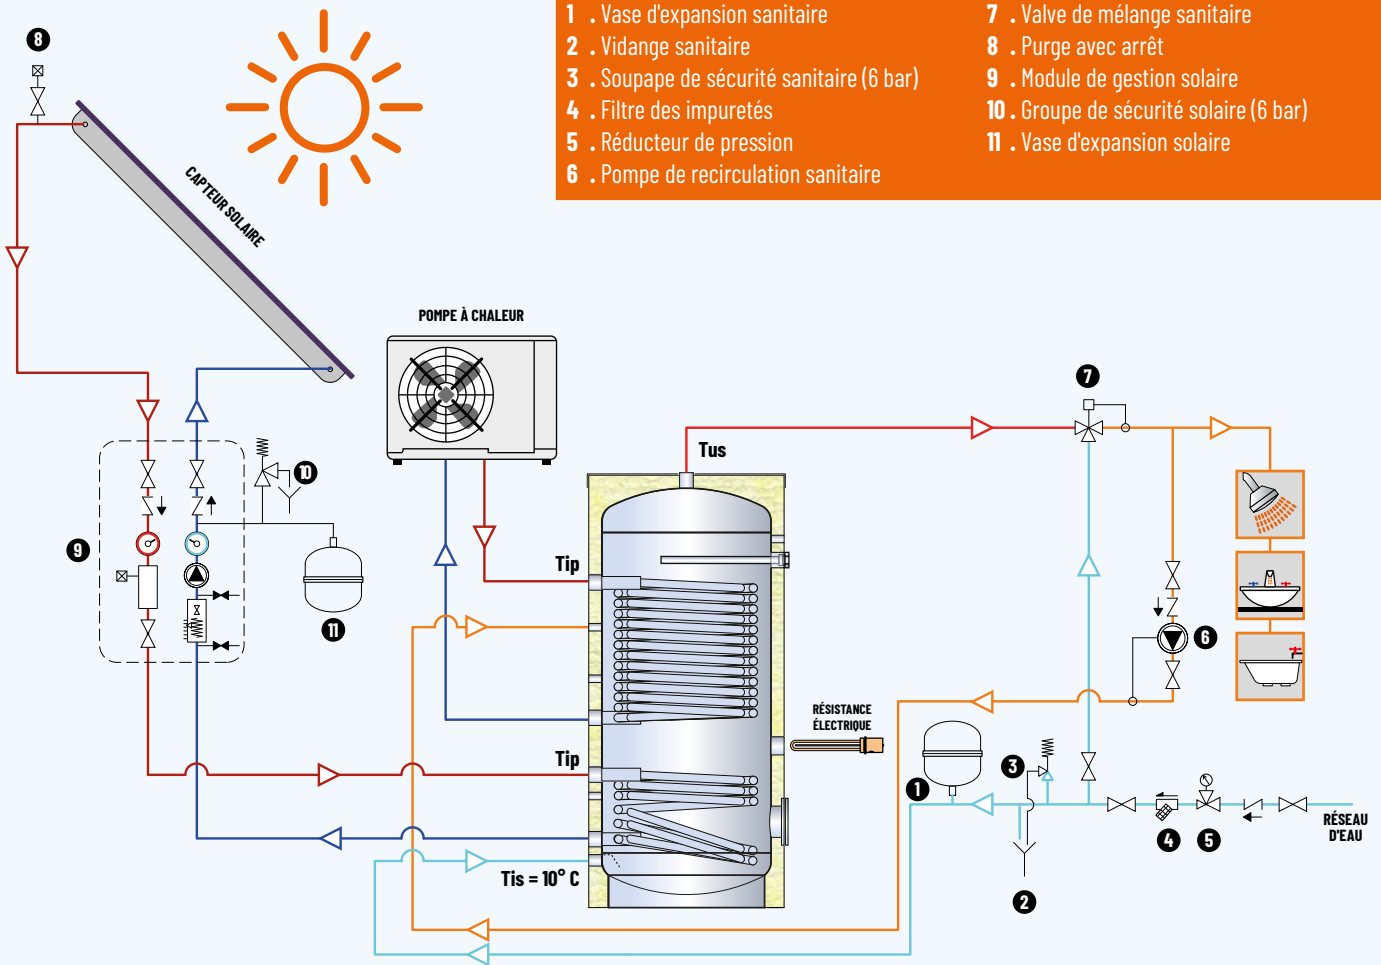 1 . Vase d'expansion sanitaire
2 . Vidange sanitaire
3 . Soupape de sécurité sanitaire (6 bar)
4 . Filtre des impuretés
5 . Réducteur de pression
6 . Pompe de recirculation sanitaire
7 . Valve de mélange sanitaire
8 . Purge avec arrêt
9 . Module de gestion solaire
10 . Groupe de sécurité solaire (6 bar)
11 . Vase d'expansion solaire
8
CAPTEUR SOLAIRE
POMPE À CHALEUR
7
Tus
10
9
Tip
11
6
RÉSISTANCE
ÉLECTRIQUE
Tip
3
1
RÉSEAU
D'EAU
4
5
Tis = 10° C
2